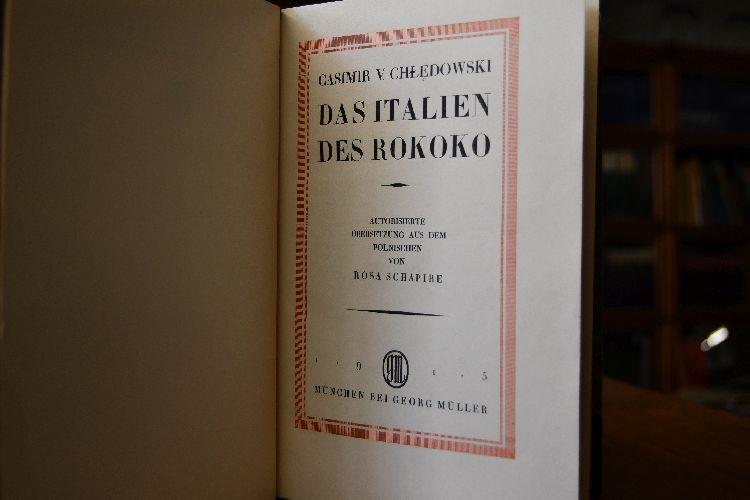 CASIMIR V. CHŁĘDOWSKI
DAS ITALIEN
DES ROKOKO
AUTORISIERTE
ÜBERSETZUNG AUS DEM
POLNISCHEN
VON
ROSA SCHAPIRE
1 · 9 GM 1 · 5
MÜNCHEN BEI GEORG MÜLLER